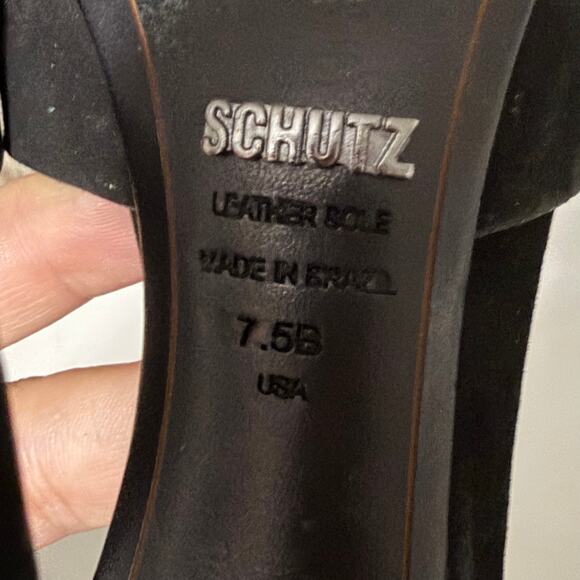 SCHUTZ
LEATHER SOLE
MADE IN BRAZIL
7.5B
USA